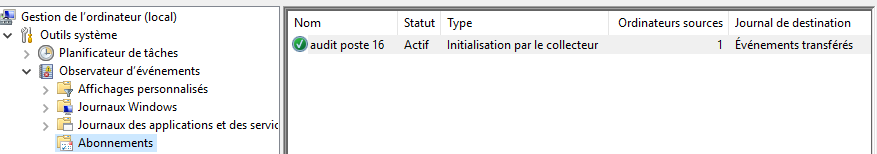 Gestion de l'ordinateur (local)
Outils système
Planificateur de tâches
Observateur d'événements
Affichages personnalisés
Journaux Windows
Journaux des applications et des servic
Abonnements
Nom Statut Type Ordinateurs sources Journal de destination
audit poste 16 Actif Initialisation par le collecteur 1 Événements transférés